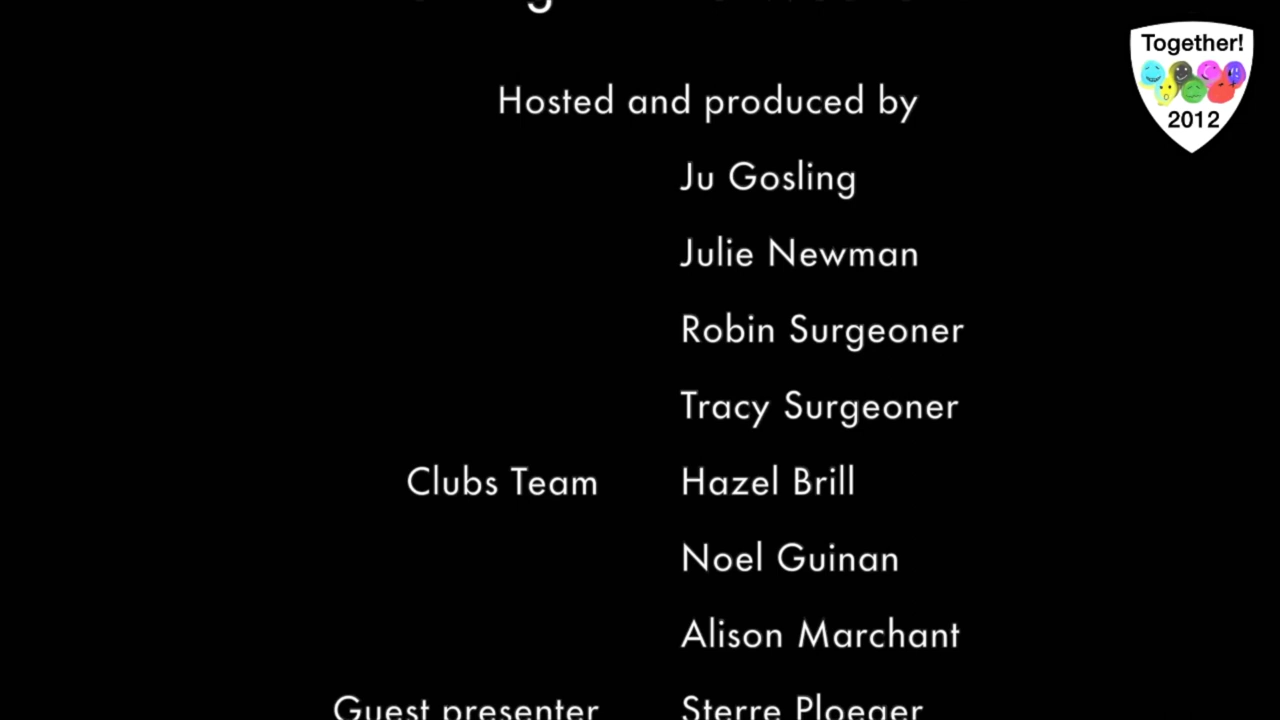 Together!
2012
Hosted and produced by
Ju Gosling
Julie Newman
Robin Surgeoner
Tracy Surgeoner
Clubs Team Hazel Brill
Noel Guinan
Alison Marchant
Guest presenter Sterre Ploeger